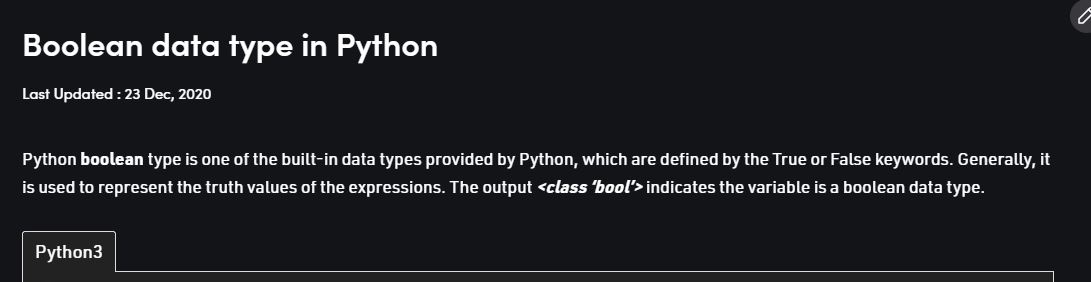 Boolean data type in Python
Last Updated : 23 Dec, 2020
Python boolean type is one of the built-in data types provided by Python, which are defined by the True or False keywords. Generally, it
is used to represent the truth values of the expressions. The output <class ‘bool’> indicates the variable is a boolean data type.
Python3